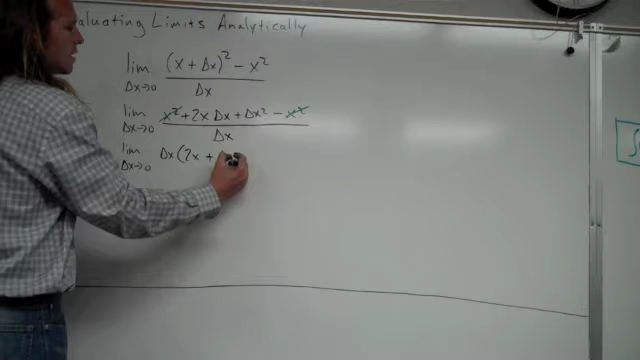 aluating Limits Analytically
lim (x + Δx)² − x²
Δx→0 Δx
lim x² + 2x Δx + Δx² − x²
Δx→0 Δx
lim Δx(2x +
Δx→0